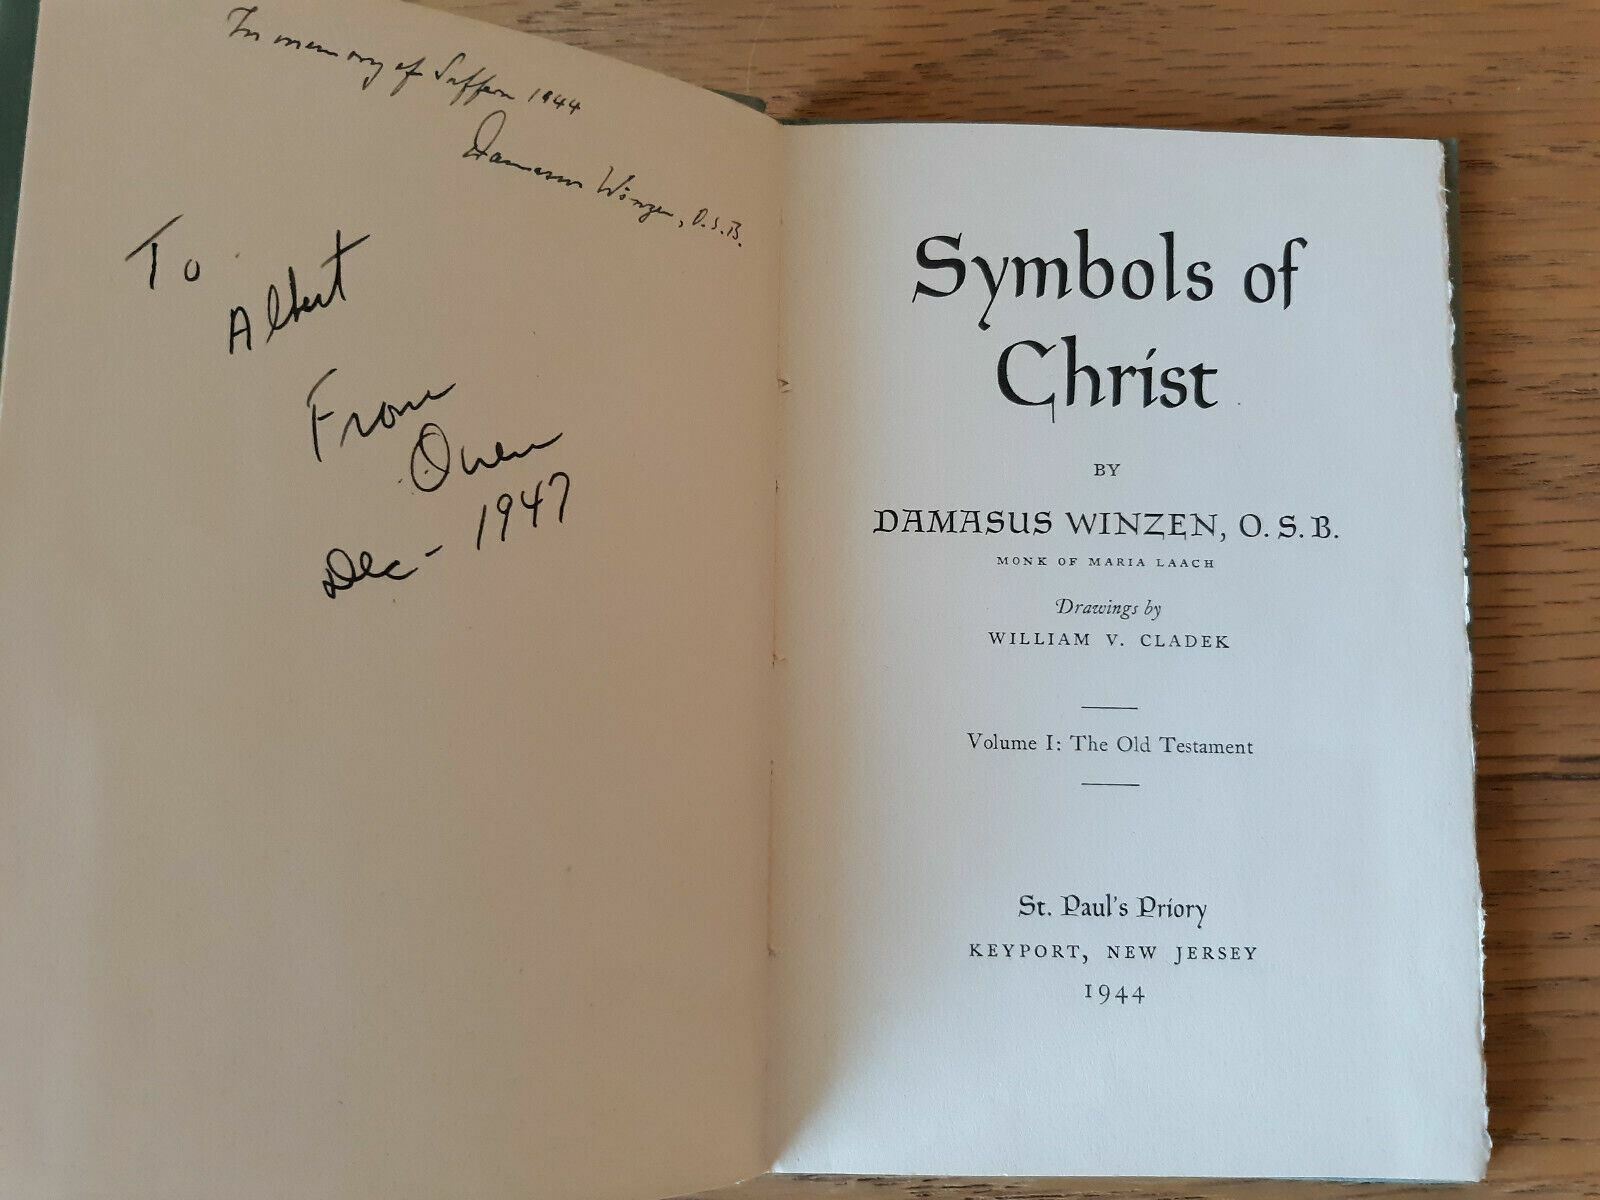 In memory of Suffern 1944
Damasus Winzen, O.S.B.
To
Albert
From
Owen
Dec - 1947
Symbols of
Christ
BY
DAMASUS WINZEN, O. S. B.
MONK OF MARIA LAACH
Drawings by
WILLIAM V. CLADEK
Volume I: The Old Testament
St. Paul's Priory
KEYPORT, NEW JERSEY
1944